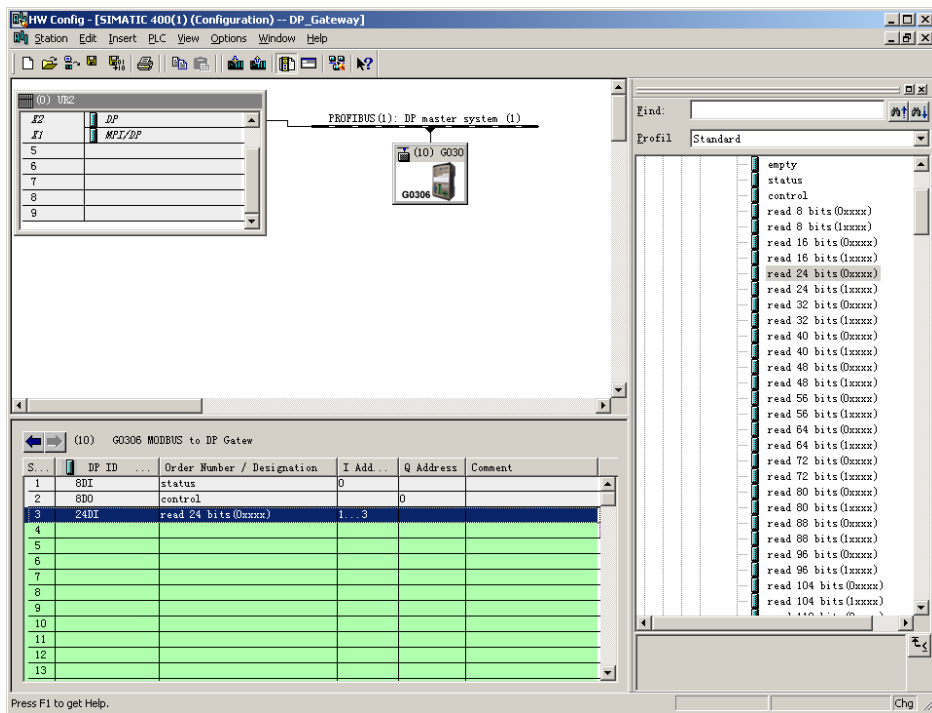 HW Config - [SIMATIC 400(1) (Configuration) -- DP_Gateway]
Station Edit Insert PLC View Options Window Help
(0) UR2
X2 DP
X1 MPI/DP
5
6
7
8
9
PROFIBUS(1): DP master system (1)
(10) G030
G0306
(10) G0306 MODBUS to DP Gatew
S... DP ID ... Order Number / Designation I Add... Q Address Comment
1 8DI status 0
2 8DO control 0
3 24DI read 24 bits(0xxxx) 1...3
4
5
6
7
8
9
10
11
12
13
Find:
Profil Standard
empty
status
control
read 8 bits(0xxxx)
read 8 bits(1xxxx)
read 16 bits(0xxxx)
read 16 bits(1xxxx)
read 24 bits(0xxxx)
read 24 bits(1xxxx)
read 32 bits(0xxxx)
read 32 bits(1xxxx)
read 40 bits(0xxxx)
read 40 bits(1xxxx)
read 48 bits(0xxxx)
read 48 bits(1xxxx)
read 56 bits(0xxxx)
read 56 bits(1xxxx)
read 64 bits(0xxxx)
read 64 bits(1xxxx)
read 72 bits(0xxxx)
read 72 bits(1xxxx)
read 80 bits(0xxxx)
read 80 bits(1xxxx)
read 88 bits(0xxxx)
read 88 bits(1xxxx)
read 96 bits(0xxxx)
read 96 bits(1xxxx)
read 104 bits(0xxxx)
read 104 bits(1xxxx)
Press F1 to get Help.
Chg